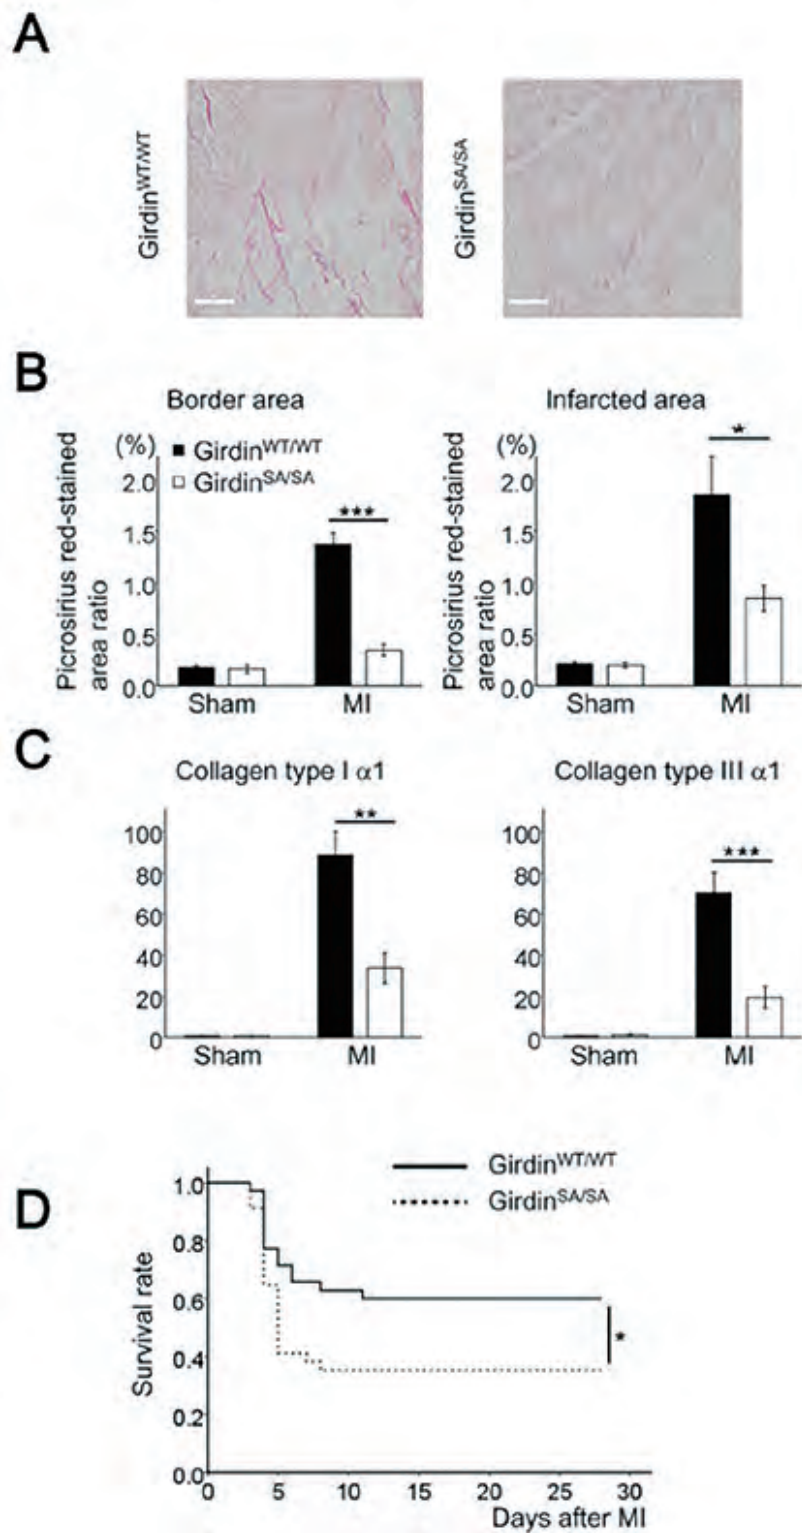 A
Girdin^WT/WT
Girdin^SA/SA
B
Border area
Infarcted area
Picrosirius red-stained
area ratio
(%)
2.0
1.5
1.0
0.5
0.0
■ Girdin^WT/WT
□ Girdin^SA/SA
***
Sham
MI
Picrosirius red-stained
area ratio
(%)
2.0
1.5
1.0
0.5
0.0
*
Sham
MI
C
Collagen type I α1
Collagen type III α1
100
80
60
40
20
0
**
Sham
MI
100
80
60
40
20
0
***
Sham
MI
D
Girdin^WT/WT
Girdin^SA/SA
Survival rate
1.0
0.8
0.6
0.4
0.2
0.0
*
0 5 10 15 20 25 30
Days after MI